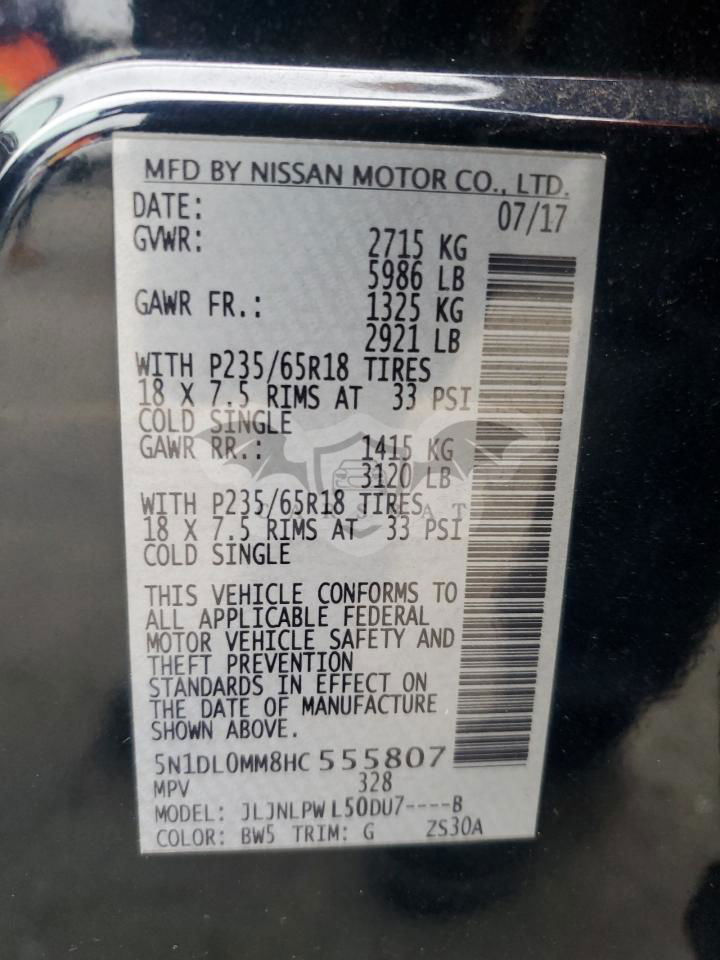 MFD BY NISSAN MOTOR CO., LTD.
DATE: 07/17
GVWR: 2715 KG
5986 LB
GAWR FR.: 1325 KG
2921 LB
WITH P235/65R18 TIRES
18 X 7.5 RIMS AT 33 PSI
COLD SINGLE
GAWR RR.: 1415 KG
3120 LB
WITH P235/65R18 TIRES
18 X 7.5 RIMS AT 33 PSI
COLD SINGLE
THIS VEHICLE CONFORMS TO
ALL APPLICABLE FEDERAL
MOTOR VEHICLE SAFETY AND
THEFT PREVENTION
STANDARDS IN EFFECT ON
THE DATE OF MANUFACTURE
SHOWN ABOVE.
5N1DL0MM8HC 555807
MPV 328
MODEL: JLJNLPW L50DU7----B
COLOR: BW5 TRIM: G ZS30A